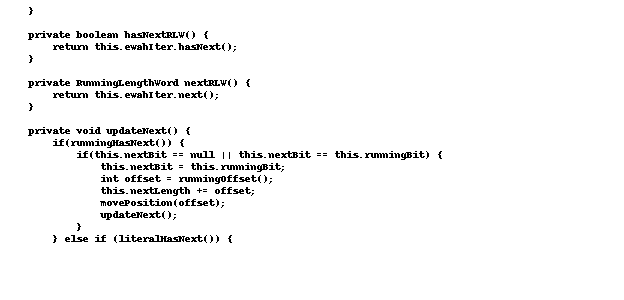 }
private boolean hasNextRLW() {
return this.ewahIter.hasNext();
}
private RunningLengthWord nextRLW() {
return this.ewahIter.next();
}
private void updateNext() {
if(runningHasNext()) {
if(this.nextBit == null || this.nextBit == this.runningBit) {
this.nextBit = this.runningBit;
int offset = runningOffset();
this.nextLength += offset;
movePosition(offset);
updateNext();
}
} else if (literalHasNext()) {